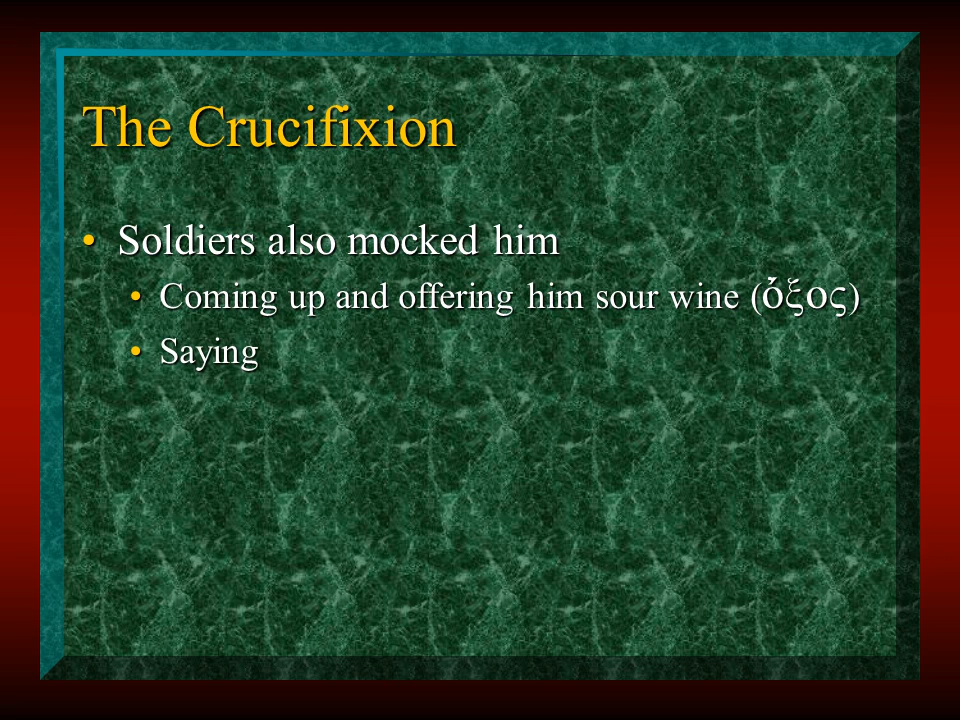 The Crucifixion
• Soldiers also mocked him
• Coming up and offering him sour wine (ὄξος)
• Saying